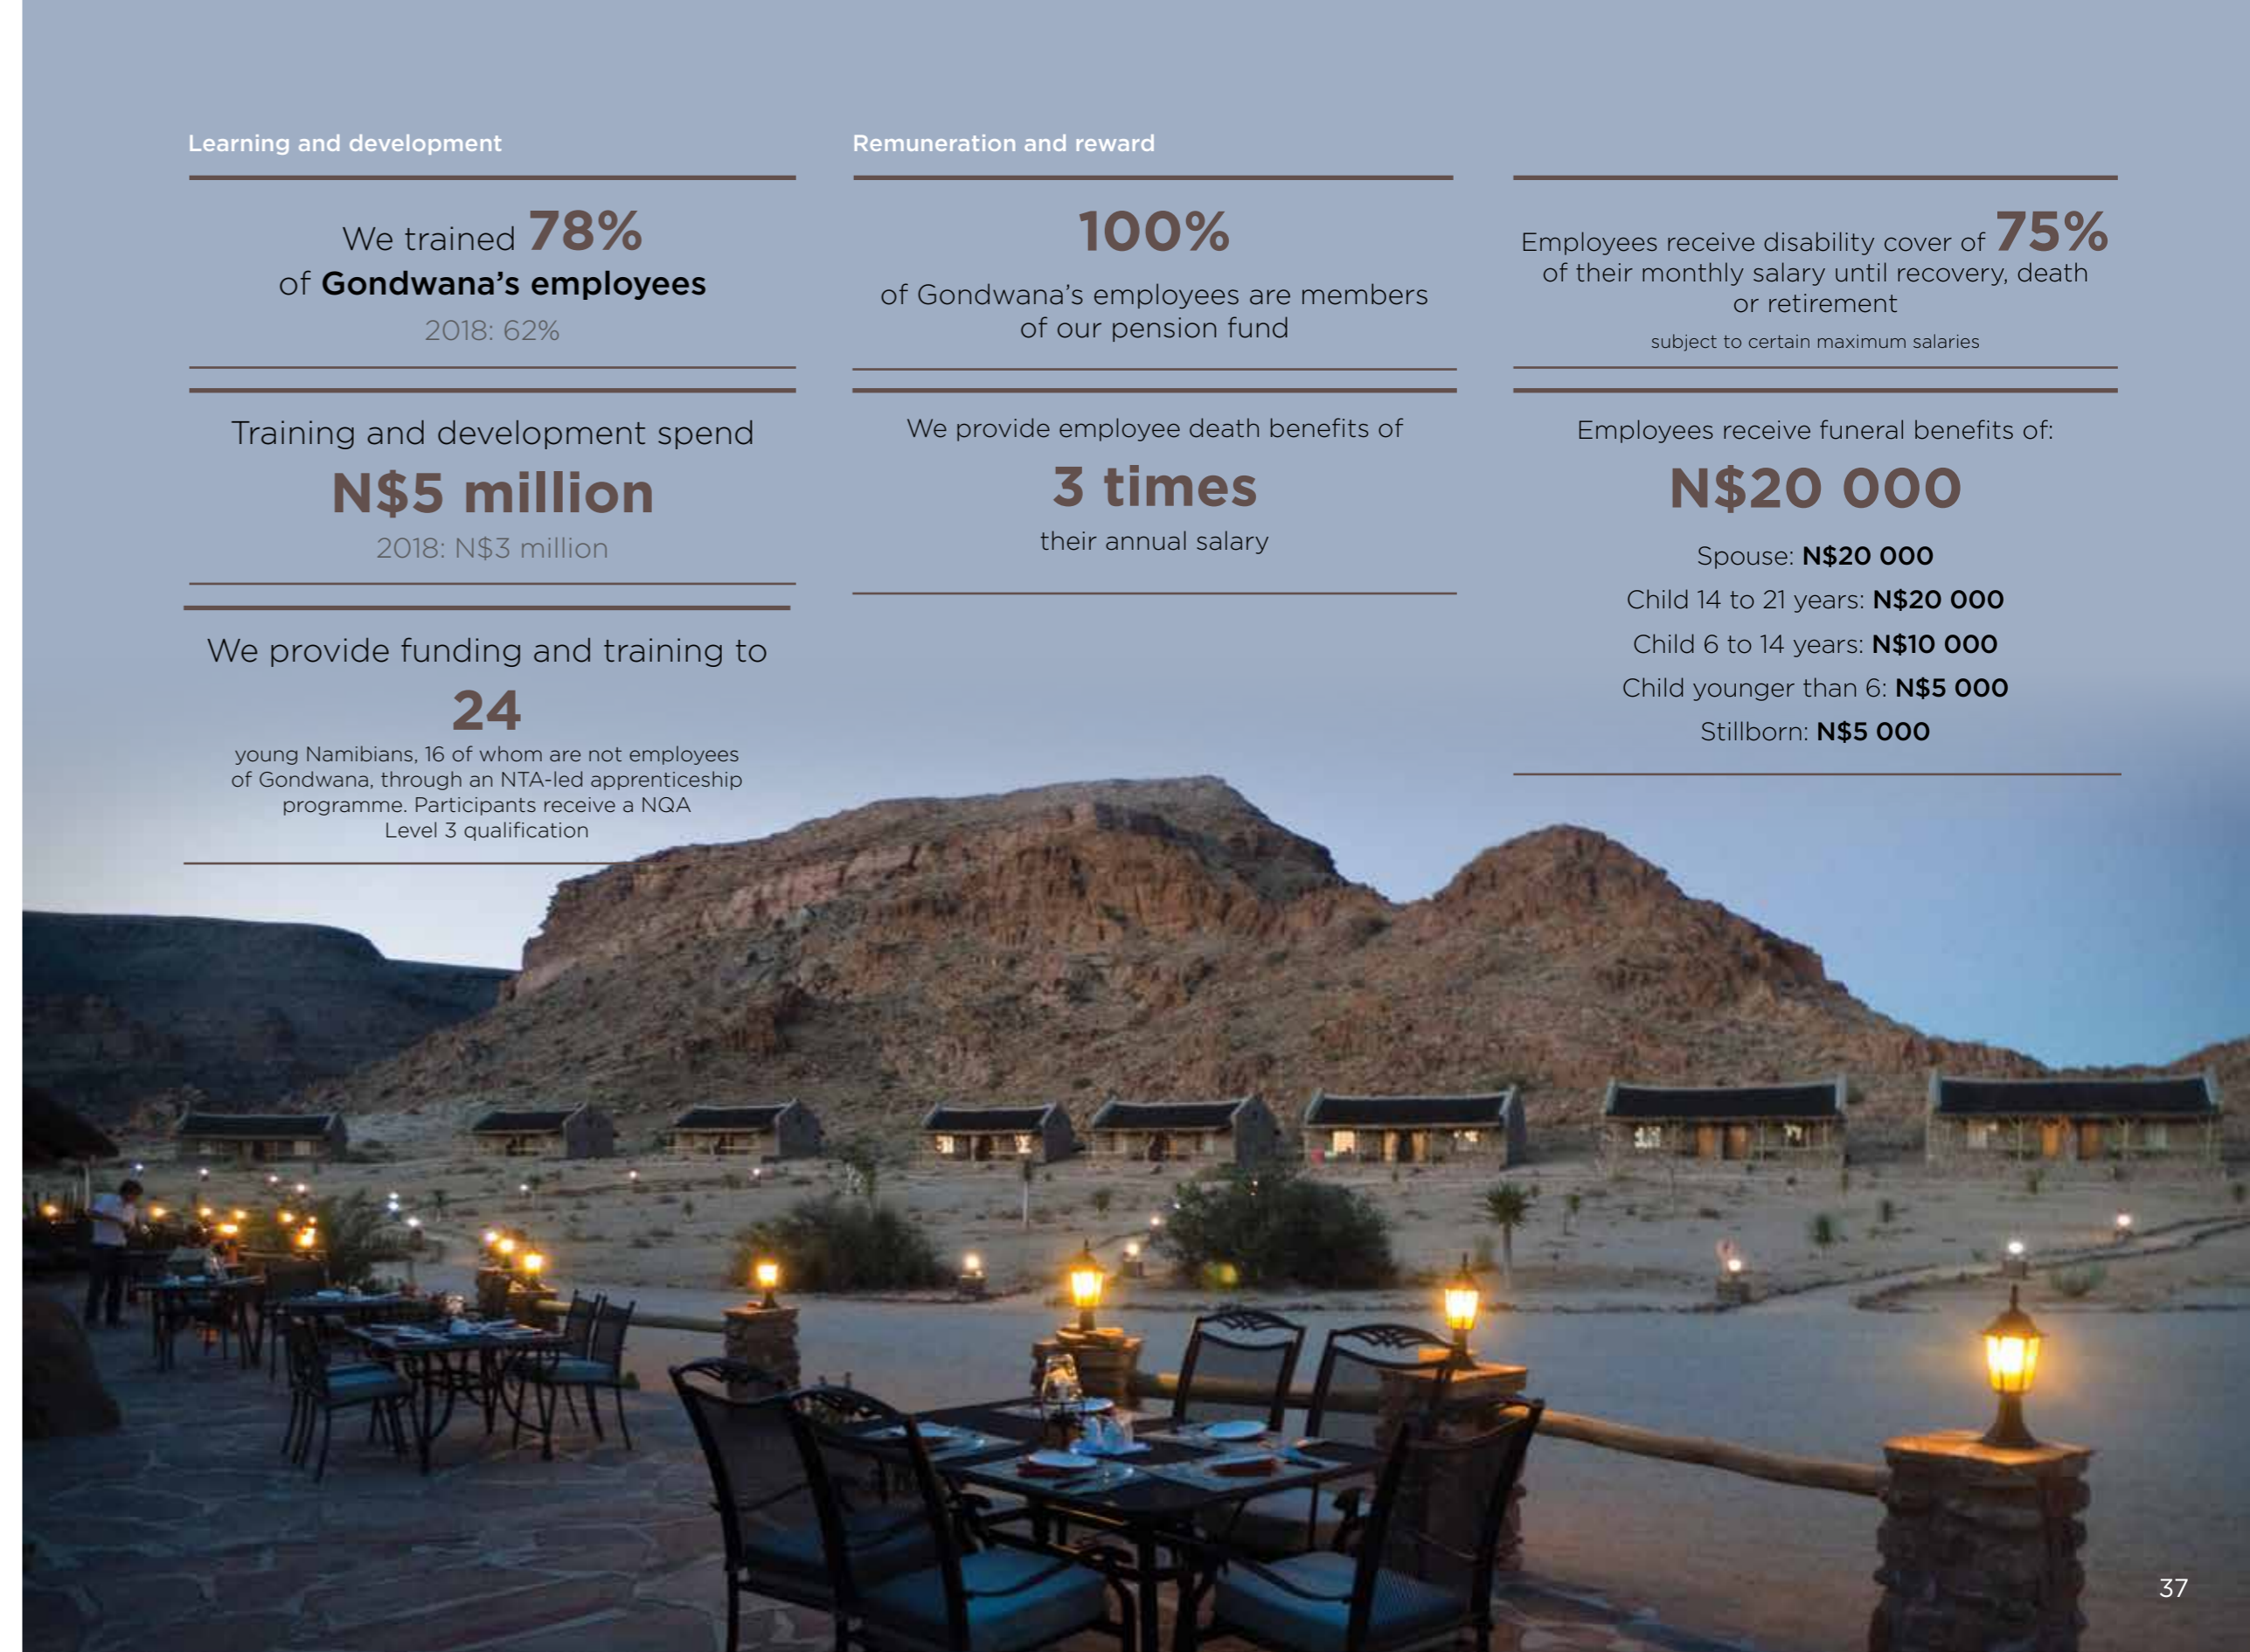 Learning and development
We trained 78%
of Gondwana’s employees
2018: 62%
Training and development spend
N$5 million
2018: N$3 million
We provide funding and training to
24
young Namibians, 16 of whom are not employees
of Gondwana, through an NTA-led apprenticeship
programme. Participants receive a NQA
Level 3 qualification
Remuneration and reward
100%
of Gondwana’s employees are members
of our pension fund
We provide employee death benefits of
3 times
their annual salary
Employees receive disability cover of 75%
of their monthly salary until recovery, death
or retirement
subject to certain maximum salaries
Employees receive funeral benefits of:
N$20 000
Spouse: N$20 000
Child 14 to 21 years: N$20 000
Child 6 to 14 years: N$10 000
Child younger than 6: N$5 000
Stillborn: N$5 000
37